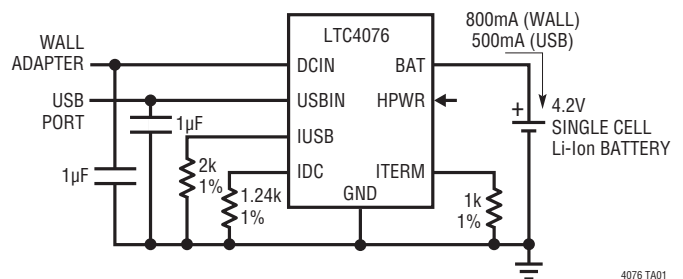 800mA (WALL)
500mA (USB)
LTC4076
WALL
ADAPTER
DCIN
BAT
USB
PORT
USBIN
HPWR
1µF
IUSB
+
4.2V
SINGLE CELL
Li-Ion BATTERY
1µF
2k
1%
IDC
1.24k
1%
ITERM
GND
1k
1%
4076 TA01